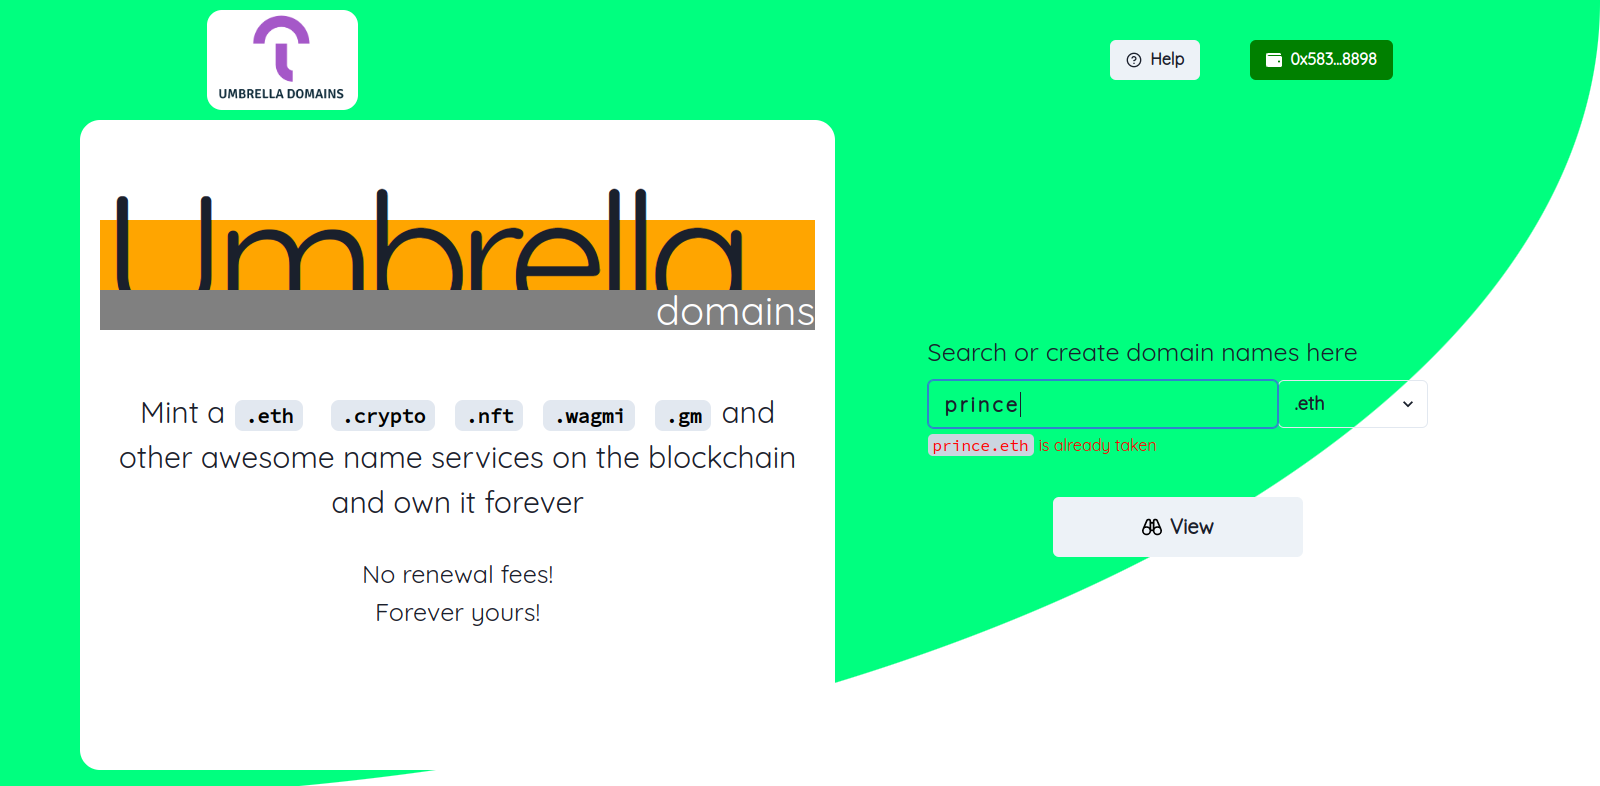 UMBRELLA DOMAINS
Help
0x583...8898
Umbrella
domains
Mint a .eth .crypto .nft .wagmi .gm and
other awesome name services on the blockchain
and own it forever
No renewal fees!
Forever yours!
Search or create domain names here
prince
.eth
prince.eth is already taken
View